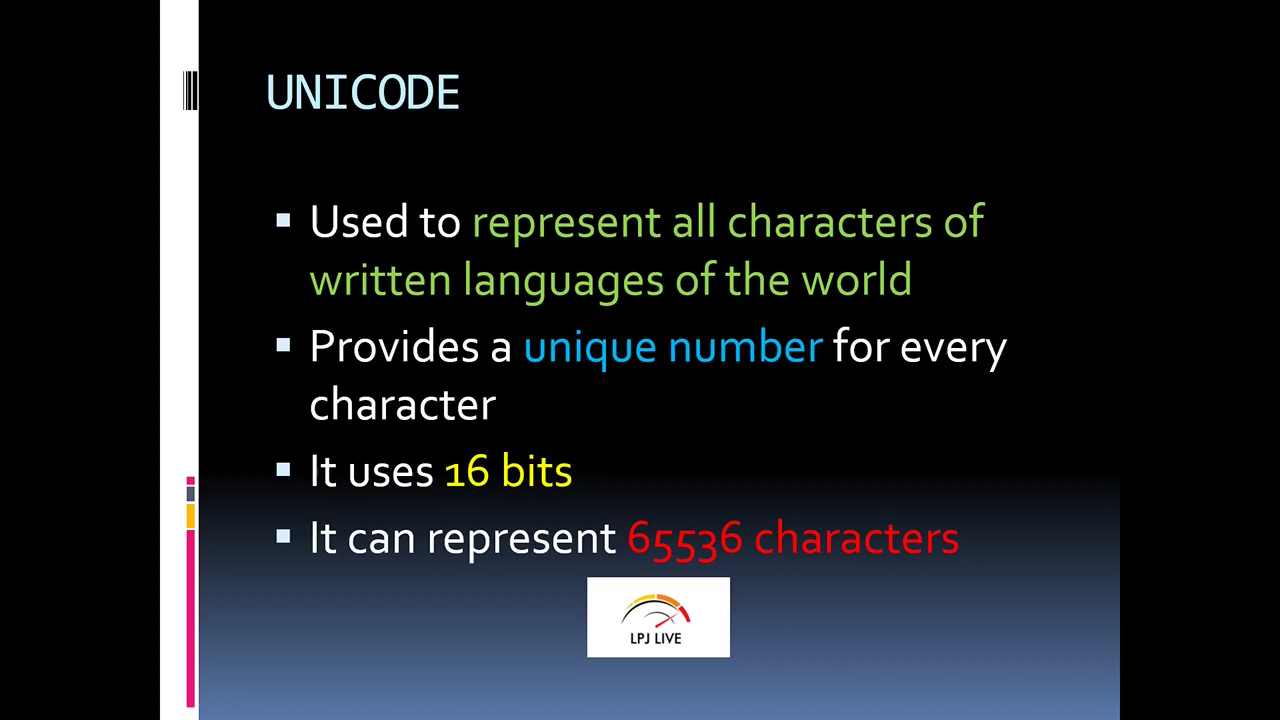 UNICODE
Used to represent all characters of
written languages of the world
Provides a unique number for every
character
It uses 16 bits
It can represent 65536 characters
LPJ LIVE